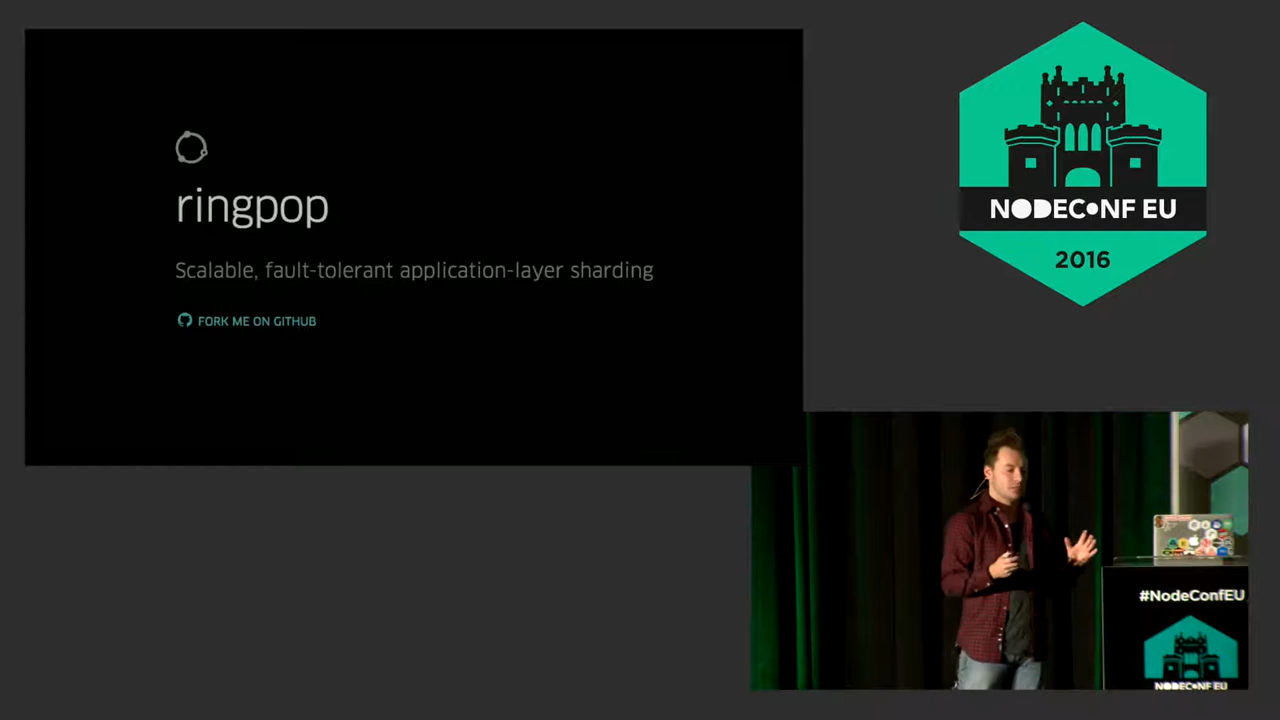 ringpop
Scalable, fault-tolerant application-layer sharding
FORK ME ON GITHUB
NODECONF EU
2016
#NodeConfEU
NODECONF EU